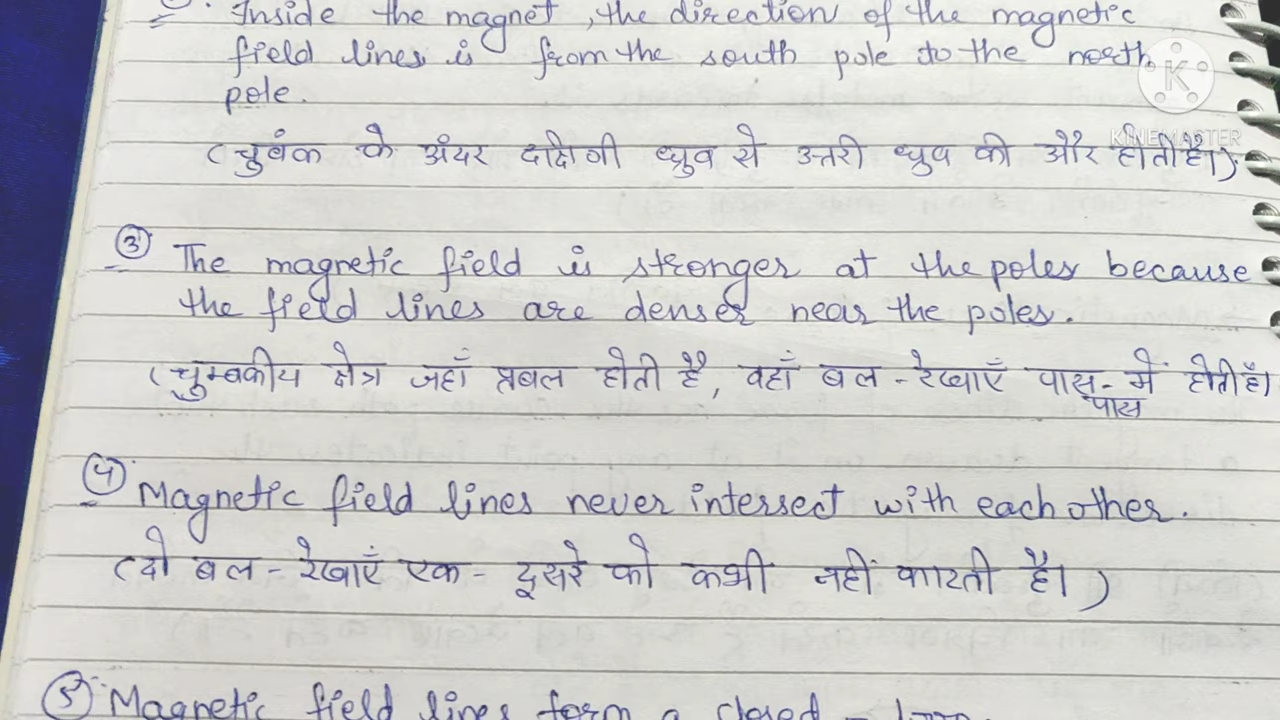 Inside the magnet, the direction of the magnetic
field lines is from the south pole to the north
pole.
(चुबंक के अंदर दक्षिणी ध्रुव से उत्तरी ध्रुव की और होती है।)
③ The magnetic field is stronger at the poles because
the field lines are denser near the poles.
(चुम्बकीय क्षेत्र जहाँ प्रबल होती है, वहाँ बल-रेखाएँ पास-पास में होती है।
④ Magnetic field lines never intersect with each other.
(दो बल-रेखाएँ एक-दूसरे को कभी नहीं काटती है।)
⑤ Magnetic field lines form a closed-loop.
K
KINEMASTER